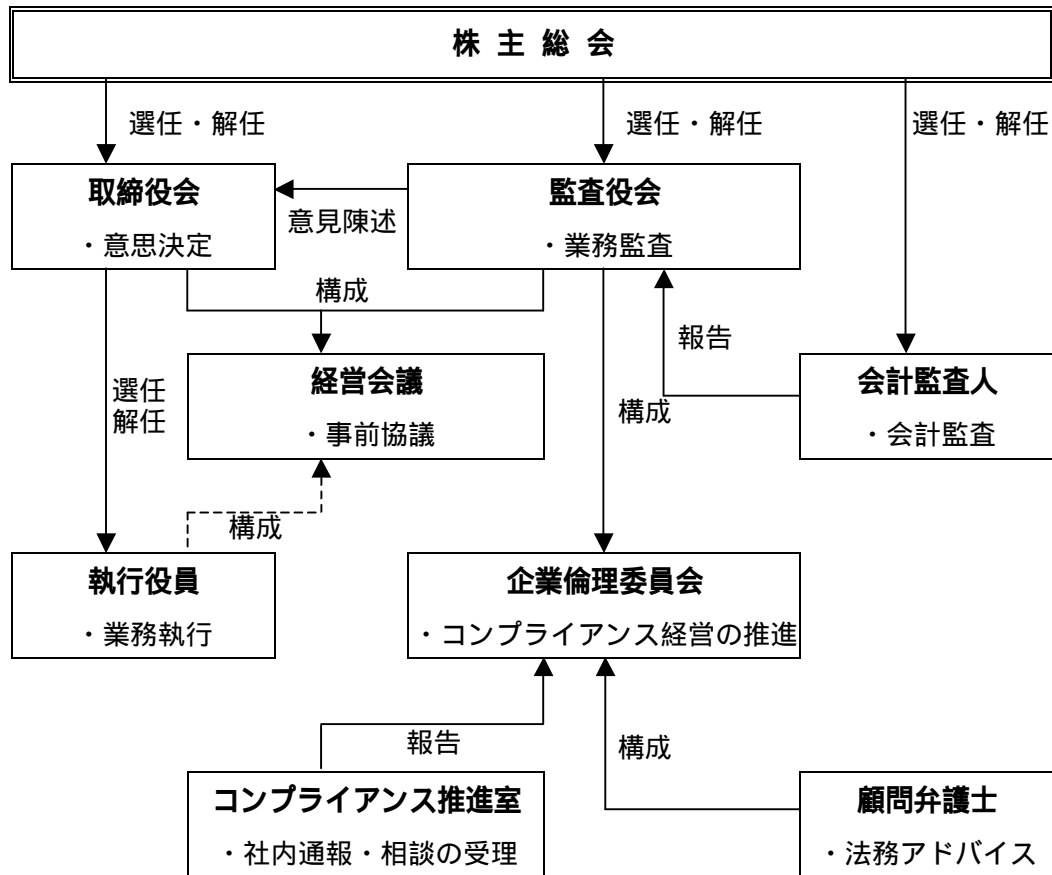 株 主 総 会
選任・解任
選任・解任
選任・解任
取締役会
・意思決定
意見陳述
監査役会
・業務監査
構成
報告
選任
解任
経営会議
・事前協議
構成
会計監査人
・会計監査
構成
執行役員
・業務執行
企業倫理委員会
・コンプライアンス経営の推進
報告
構成
コンプライアンス推進室
・社内通報・相談の受理
顧問弁護士
・法務アドバイス